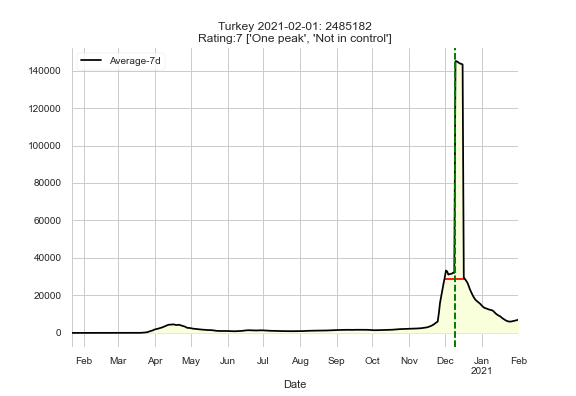 Turkey 2021-02-01: 2485182
Rating:7 ['One peak', 'Not in control']
Average-7d
140000
120000
100000
80000
60000
40000
20000
0
Feb Mar Apr May Jun Jul Aug Sep Oct Nov Dec Jan Feb
2021
Date